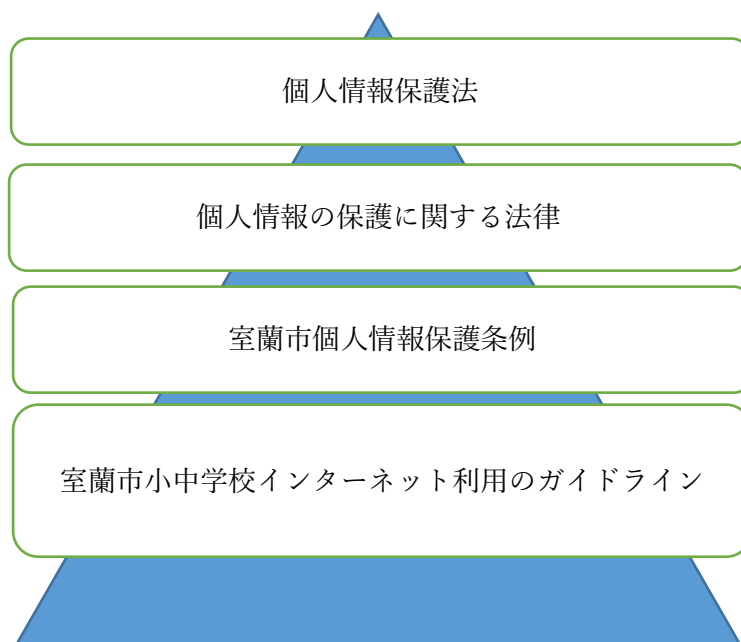 個人情報保護法
個人情報の保護に関する法律
室蘭市個人情報保護条例
室蘭市小中学校インターネット利用のガイドライン